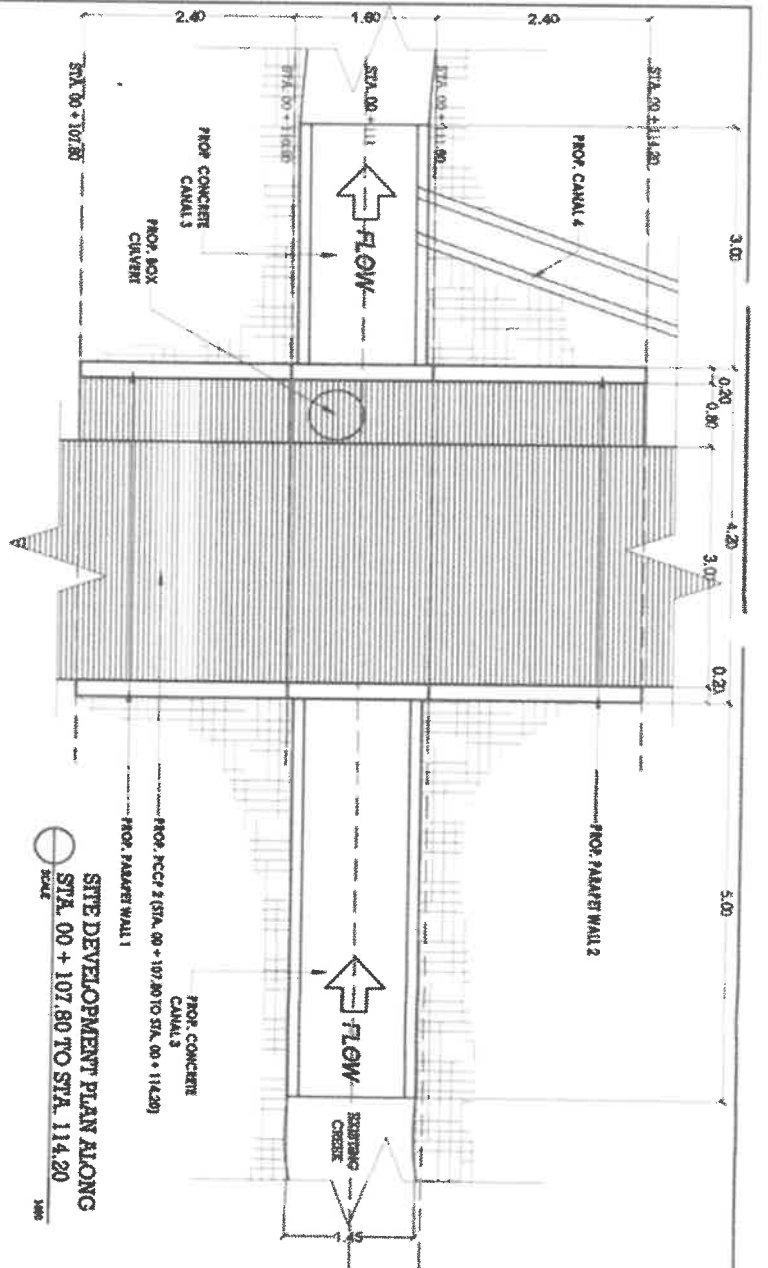 2.40
1.60
2.40
STA. 00 + 107.80
STA. 00 + 111
STA. 00 + 111.80
STA. 00 + 114.20
PROP. CONCRETE
CANAL 3
PROP. BOX
CULVERT
FLOW
PROP. CANAL 4
3.00
0.20
0.80
4.20
3.00
0.20
5.00
PROP. PARAPET WALL 2
PROP. PARAPET WALL 1
PROP. PCCP 2 (STA. 00 + 107.80 TO STA. 00 + 114.20)
PROP. CONCRETE
CANAL 3
FLOW
EXISTING
CREEK
1.45
SITE DEVELOPMENT PLAN ALONG
STA. 00 + 107.80 TO STA. 114.20
SCALE